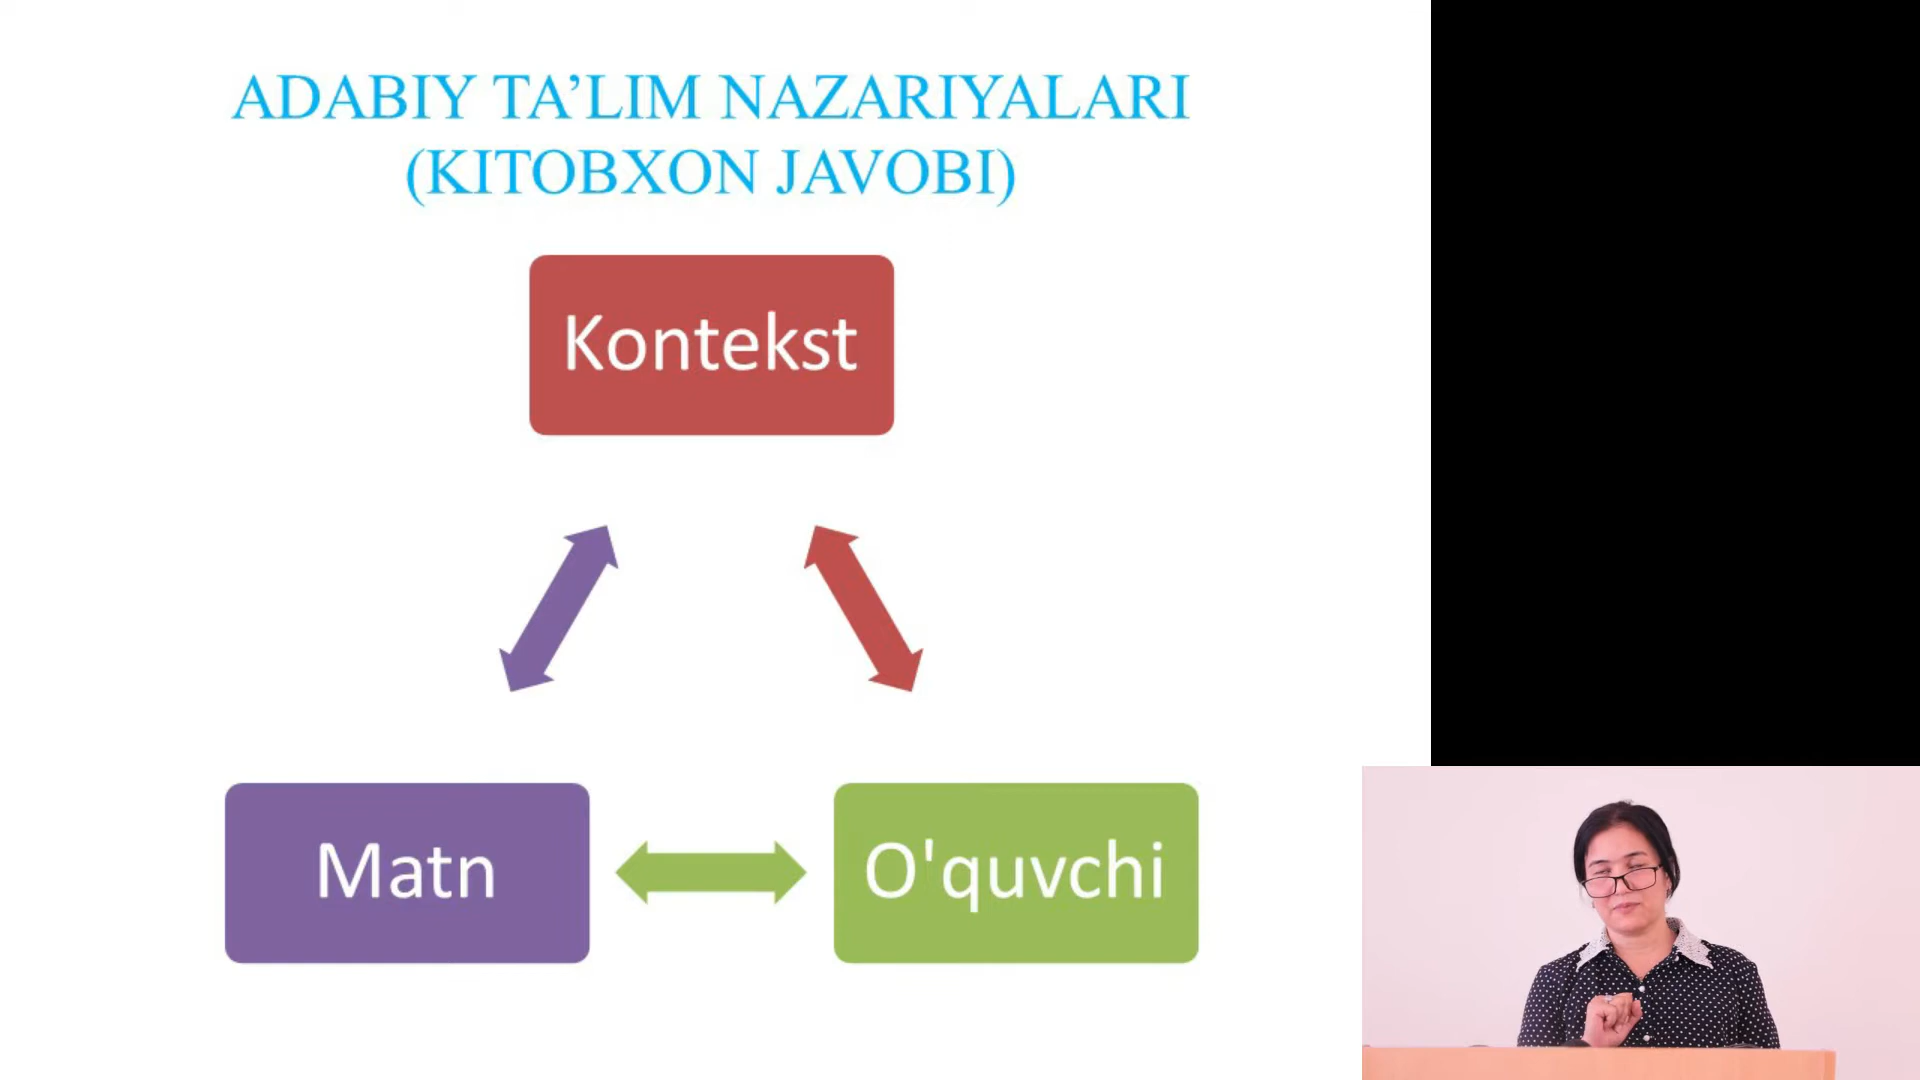 ADABIY TA’LIM NAZARIYALARI
(KITOBXON JAVOBI)
Kontekst
Matn
O'quvchi